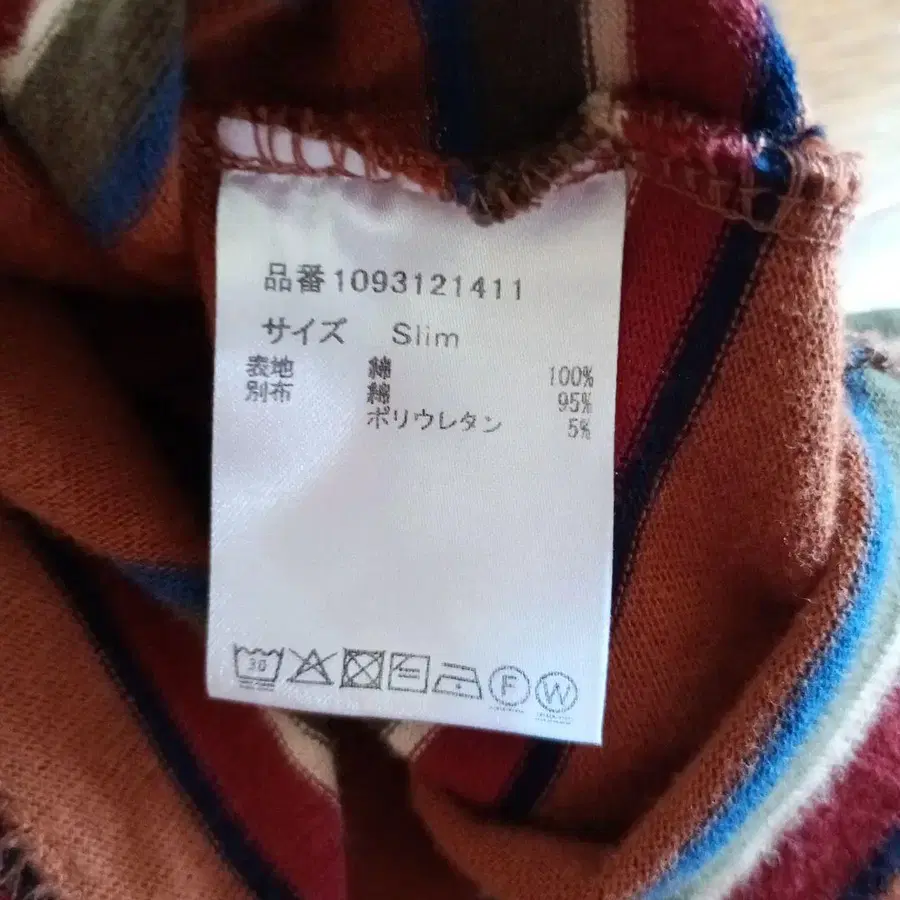 品番1093121411
サイズ Slim
表地 綿 100%
別布 綿 95%
ポリウレタン 5%
30
F W